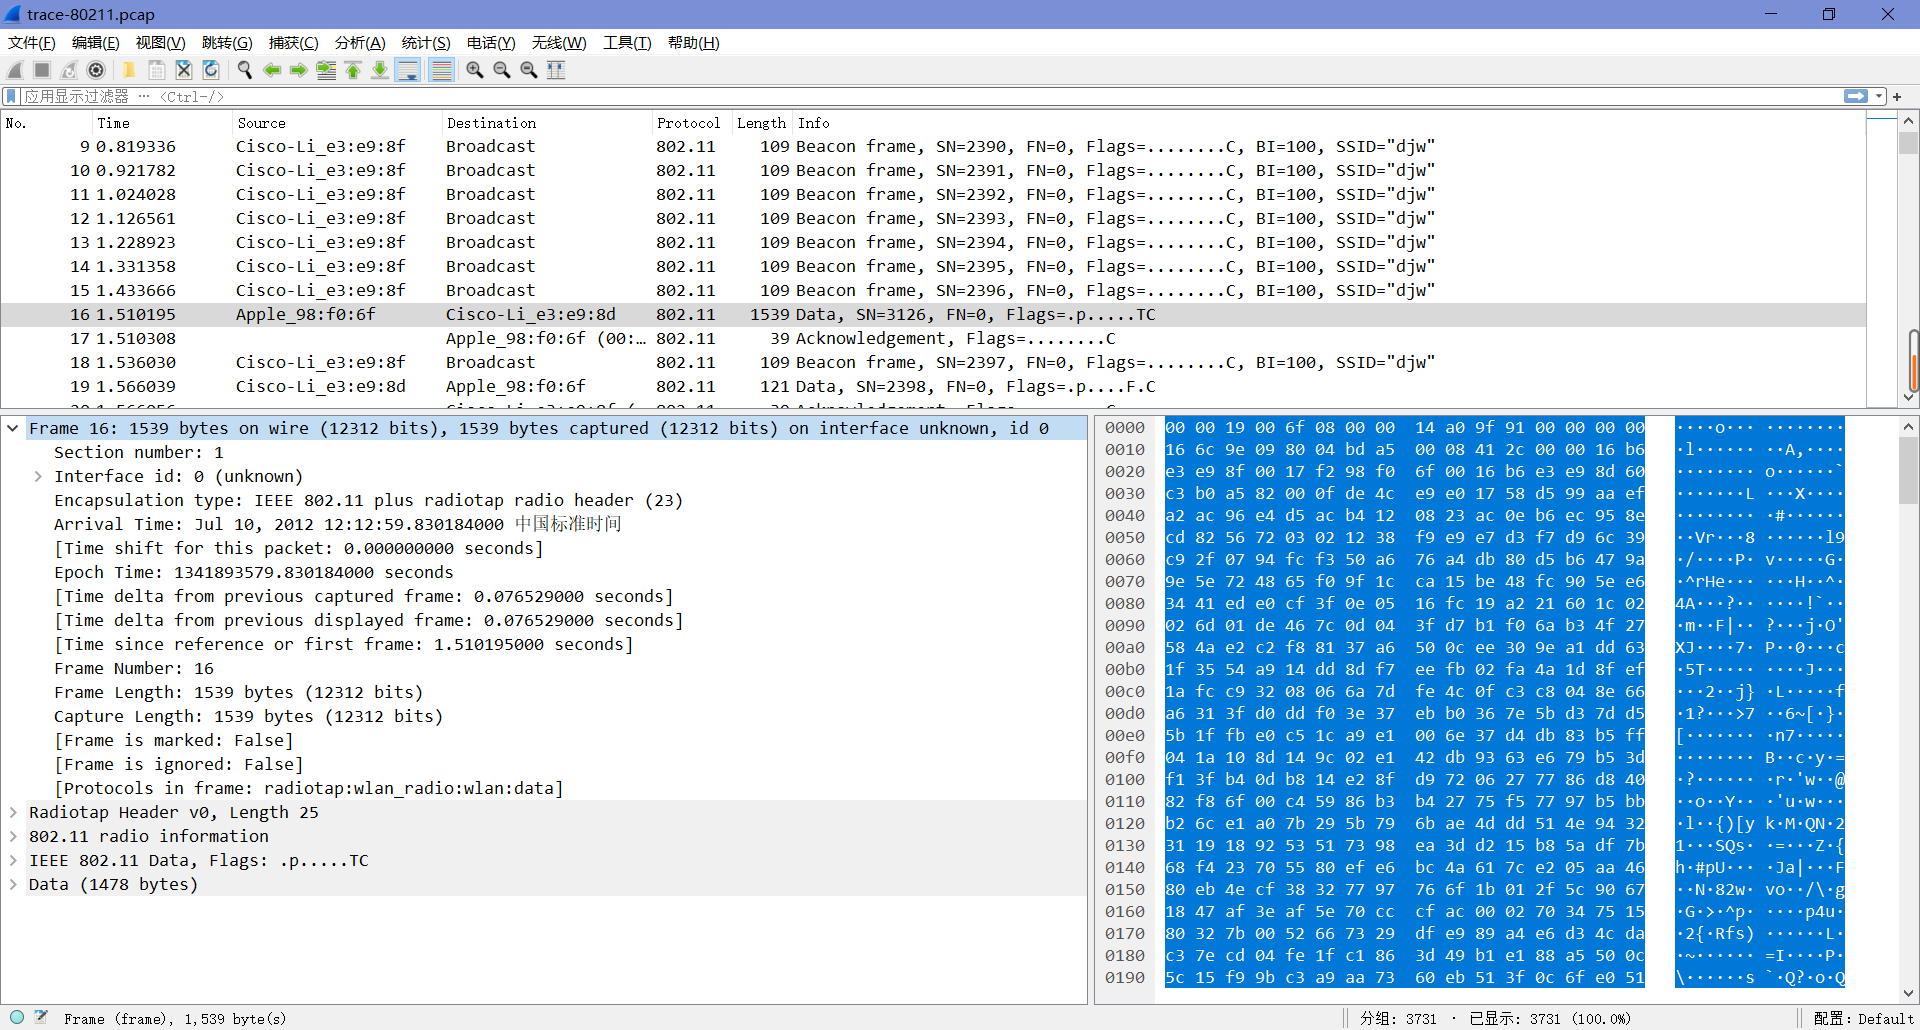 trace-80211.pcap
文件(F) 编辑(E) 视图(V) 跳转(G) 捕获(C) 分析(A) 统计(S) 电话(Y) 无线(W) 工具(T) 帮助(H)
应用显示过滤器 … <Ctrl-/>
No. Time Source Destination Protocol Length Info
9 0.819336 Cisco-Li_e3:e9:8f Broadcast 802.11 109 Beacon frame, SN=2390, FN=0, Flags=........C, BI=100, SSID="djw"
10 0.921782 Cisco-Li_e3:e9:8f Broadcast 802.11 109 Beacon frame, SN=2391, FN=0, Flags=........C, BI=100, SSID="djw"
11 1.024028 Cisco-Li_e3:e9:8f Broadcast 802.11 109 Beacon frame, SN=2392, FN=0, Flags=........C, BI=100, SSID="djw"
12 1.126561 Cisco-Li_e3:e9:8f Broadcast 802.11 109 Beacon frame, SN=2393, FN=0, Flags=........C, BI=100, SSID="djw"
13 1.228923 Cisco-Li_e3:e9:8f Broadcast 802.11 109 Beacon frame, SN=2394, FN=0, Flags=........C, BI=100, SSID="djw"
14 1.331358 Cisco-Li_e3:e9:8f Broadcast 802.11 109 Beacon frame, SN=2395, FN=0, Flags=........C, BI=100, SSID="djw"
15 1.433666 Cisco-Li_e3:e9:8f Broadcast 802.11 109 Beacon frame, SN=2396, FN=0, Flags=........C, BI=100, SSID="djw"
16 1.510195 Apple_98:f0:6f Cisco-Li_e3:e9:8d 802.11 1539 Data, SN=3126, FN=0, Flags=.p.....TC
17 1.510308 Apple_98:f0:6f (00:… 802.11 39 Acknowledgement, Flags=........C
18 1.536030 Cisco-Li_e3:e9:8f Broadcast 802.11 109 Beacon frame, SN=2397, FN=0, Flags=........C, BI=100, SSID="djw"
19 1.566039 Cisco-Li_e3:e9:8d Apple_98:f0:6f 802.11 121 Data, SN=2398, FN=0, Flags=.p....F.C
Frame 16: 1539 bytes on wire (12312 bits), 1539 bytes captured (12312 bits) on interface unknown, id 0
Section number: 1
Interface id: 0 (unknown)
Encapsulation type: IEEE 802.11 plus radiotap radio header (23)
Arrival Time: Jul 10, 2012 12:12:59.830184000 中国标准时间
[Time shift for this packet: 0.000000000 seconds]
Epoch Time: 1341893579.830184000 seconds
[Time delta from previous captured frame: 0.076529000 seconds]
[Time delta from previous displayed frame: 0.076529000 seconds]
[Time since reference or first frame: 1.510195000 seconds]
Frame Number: 16
Frame Length: 1539 bytes (12312 bits)
Capture Length: 1539 bytes (12312 bits)
[Frame is marked: False]
[Frame is ignored: False]
[Protocols in frame: radiotap:wlan_radio:wlan:data]
Radiotap Header v0, Length 25
802.11 radio information
IEEE 802.11 Data, Flags: .p.....TC
Data (1478 bytes)
0000 00 00 19 00 6f 08 00 00 14 a0 9f 91 00 00 00 00 ····o··· ········
0010 16 6c 9e 09 80 04 bd a5 00 08 41 2c 00 00 16 b6 ·l······ ··A,····
0020 e3 e9 8f 00 17 f2 98 f0 6f 00 16 b6 e3 e9 8d 60 ········ o······`
0030 c3 b0 a5 82 00 0f de 4c e9 e0 17 58 d5 99 aa ef ·······L ···X····
0040 a2 ac 96 e4 d5 ac b4 12 08 23 ac 0e b6 ec 95 8e ········ ·#······
0050 cd 82 56 72 03 02 12 38 f9 e9 e7 d3 f7 d9 6c 39 ··Vr···8 ······l9
0060 c9 2f 07 94 fc f3 50 a6 76 a4 db 80 d5 b6 47 9a ·/····P· v·····G·
0070 9e 5e 72 48 65 f0 9f 1c ca 15 be 48 fc 90 5e e6 ·^rHe··· ···H··^·
0080 34 41 ed e0 cf 3f 0e 05 16 fc 19 a2 21 60 1c 02 4A···?·· ····!`··
0090 02 6d 01 de 46 7c 0d 04 3f d7 b1 f0 6a b3 4f 27 ·m··F|·· ?···j·O'
00a0 58 4a e2 c2 f8 81 37 a6 50 0c ee 30 9e a1 dd 63 XJ····7· P··0···c
00b0 1f 35 54 a9 14 dd 8d f7 ee fb 02 fa 4a 1d 8f ef ·5T····· ····J···
00c0 1a fc c9 32 08 06 6a 7d fe 4c 0f c3 c8 04 8e 66 ···2··j} ·L·····f
00d0 a6 31 3f d0 dd f0 3e 37 eb b0 36 7e 5b d3 7d d5 ·1?···>7 ··6~[·}·
00e0 5b 1f fb e0 c5 1c a9 e1 00 6e 37 d4 db 83 b5 ff [······· ·n7·····
00f0 04 1a 10 8d 14 9c 02 e1 42 db 93 63 e6 79 b5 3d ········ B··c·y·=
0100 f1 3f b4 0d b8 14 e2 8f d9 72 06 27 77 86 d8 40 ·?······ ·r·'w··@
0110 82 f8 6f 00 c4 59 86 b3 b4 27 75 f5 77 97 b5 bb ··o··Y·· ·'u·w···
0120 b2 6c e1 a0 7b 29 5b 79 6b ae 4d dd 51 4e 94 32 ·l··{)[y k·M·QN·2
0130 31 19 18 92 53 51 73 98 ea 3d d2 15 b8 5a df 7b 1···SQs· ·=···Z·{
0140 68 f4 23 70 55 80 ef e6 bc 4a 61 7c e2 05 aa 46 h·#pU··· ·Ja|···F
0150 80 eb 4e cf 38 32 77 97 76 6f 1b 01 2f 5c 90 67 ··N·82w· vo··/\·g
0160 18 47 af 3e af 5e 70 cc cf ac 00 02 70 34 75 15 ·G·>·^p· ····p4u·
0170 80 32 7b 00 52 66 73 29 df e9 89 a4 e6 d3 4c da ·2{·Rfs) ······L·
0180 c3 7e cd 04 fe 1f c1 86 3d 49 b1 e1 88 a5 50 0c ·~······ =I····P·
0190 5c 15 f9 9b c3 a9 aa 73 60 eb 51 3f 0c 6f e0 51 \······s `·Q?·o·Q
Frame (frame), 1,539 byte(s) 分组: 3731 · 已显示: 3731 (100.0%) 配置: Default